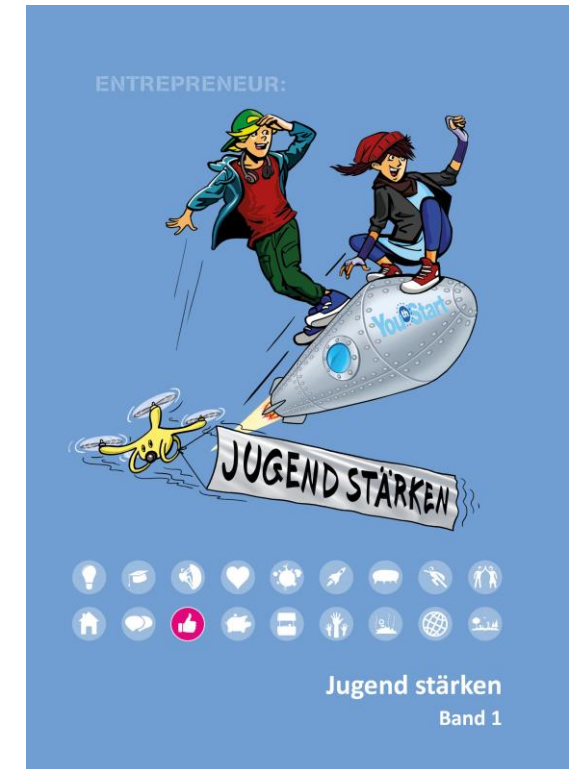 ENTREPRENEUR:
YouStart
JUGEND STÄRKEN
Jugend stärken
Band 1